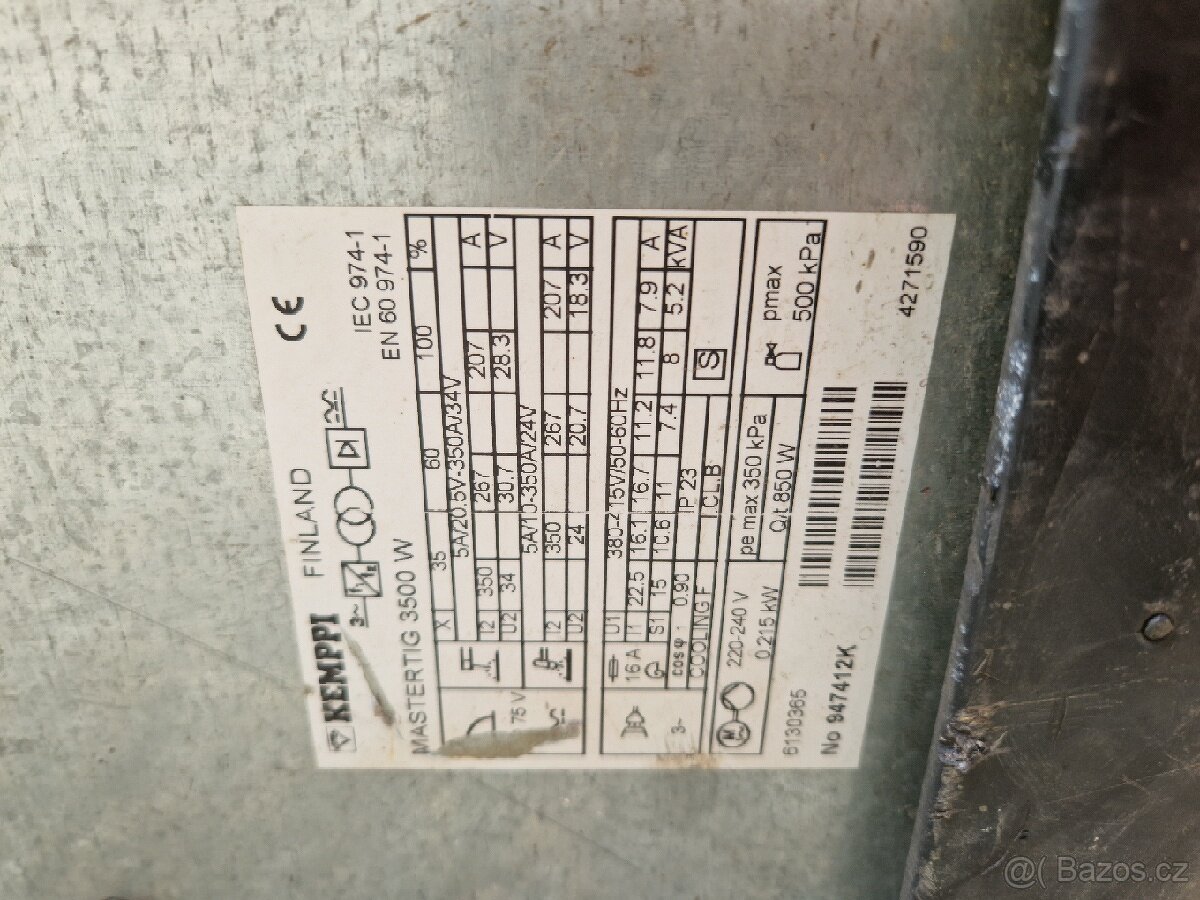 KEMPPI FINLAND CE
3~
IEC 974-1
EN 60 974-1
MASTERTIG 3500 W
X 35 60 100 %
5A/20.5V-350A/34V
I2 350 267 207 A
U2 34 30.7 28.3 V
75 V
5A/10-350A/24V
I2 350 267 207 A
U2 24 20.7 18.3 V
U1 380-415V/50-60Hz
16 A I1 22.5 16.1 16.7 11.2 11.8 7.9 A
S1 15 10.6 11 7.4 8 5.2 kVA
3~ cos φ 1 0.90 IP 23 S
COOLING F I.CL.B
M 220-240 V pe max 350 kPa pmax
0.215 kW Q/t 850 W 500 kPa
6130365
No 947412K
4271590
@( Bazos.cz